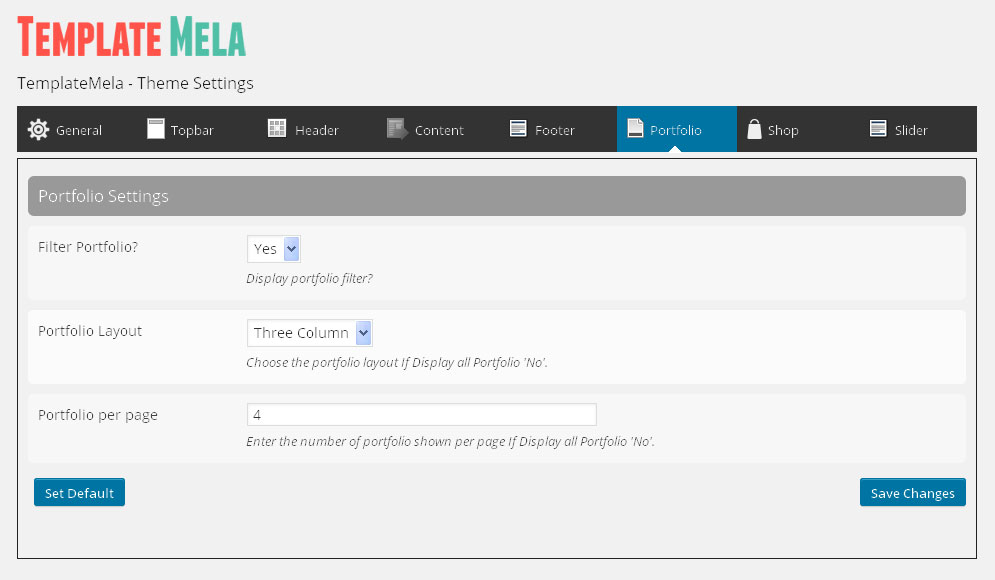 TEMPLATE MELA
TemplateMela - Theme Settings
General Topbar Header Content Footer Portfolio Shop Slider
Portfolio Settings
Filter Portfolio? Yes
Display portfolio filter?
Portfolio Layout Three Column
Choose the portfolio layout If Display all Portfolio 'No'.
Portfolio per page 4
Enter the number of portfolio shown per page If Display all Portfolio 'No'.
Set Default Save Changes